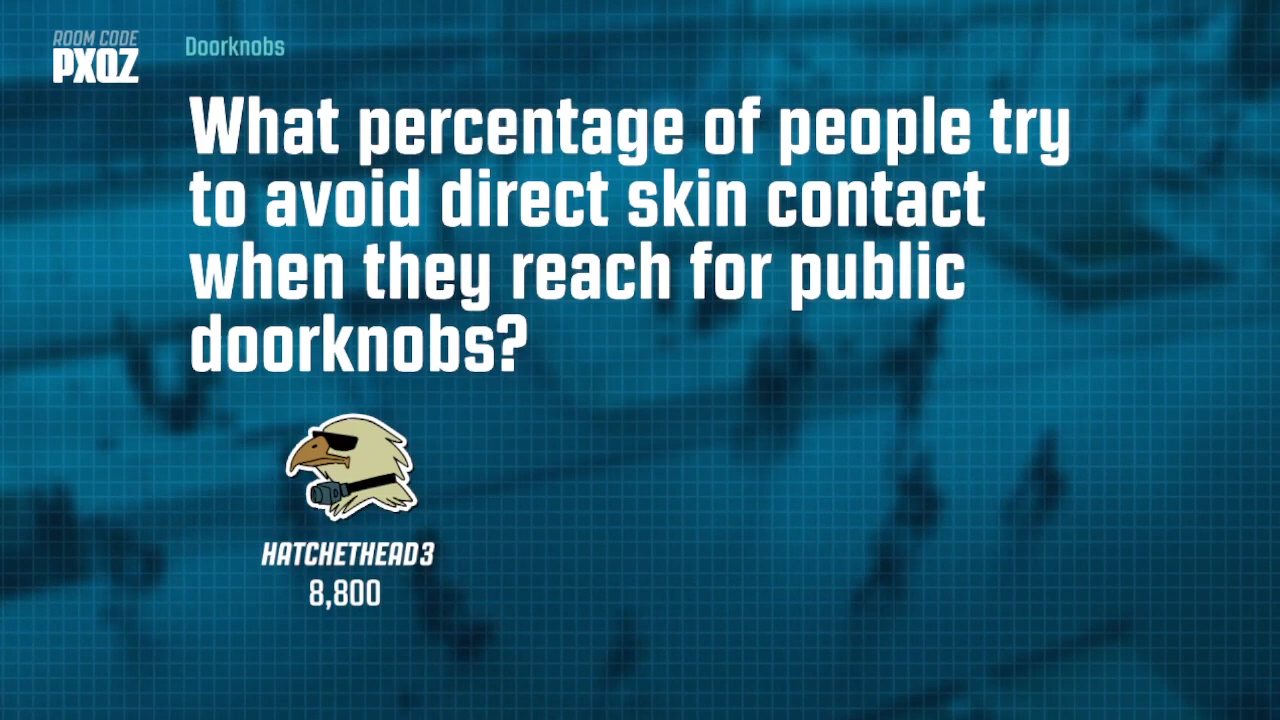 ROOM CODE
PXQZ
Doorknobs
What percentage of people try
to avoid direct skin contact
when they reach for public
doorknobs?
HATCHETHEAD3
8,800